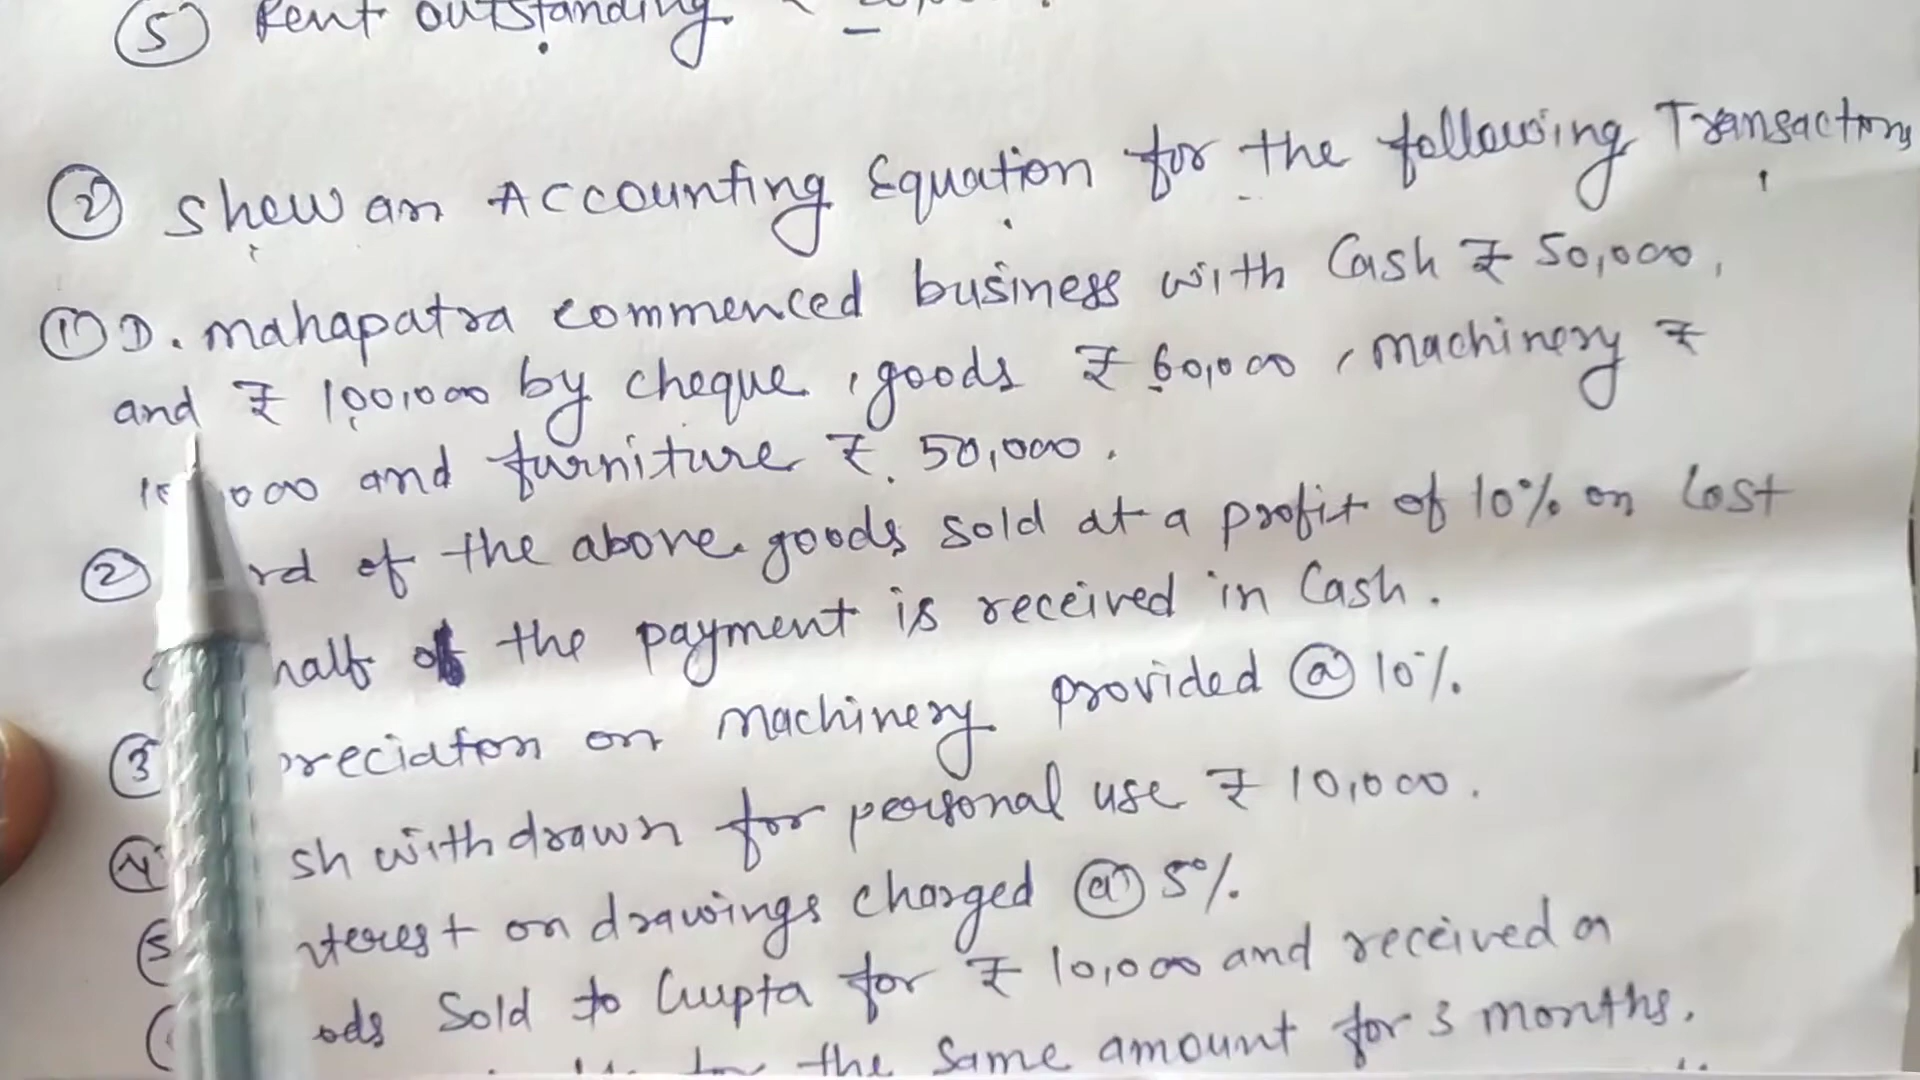 ⑤ Rent outstanding ₹
② Show an Accounting Equation for the following Transactions
① D. mahapatra commenced business with Cash ₹ 50,000,
and ₹ 100,000 by cheque, goods ₹ 60,000, machinery ₹
000 and furniture ₹. 50,000.
② rd of the above goods sold at a profit of 10% on Cost
half of the payment is received in Cash.
③ preciation on machinery provided @ 10%.
④ sh withdrawn for personal use ₹ 10,000.
⑤ nterest on drawings charged @ 5%.
ods Sold to Gupta for ₹ 10,000 and received a
the same amount for 3 months.